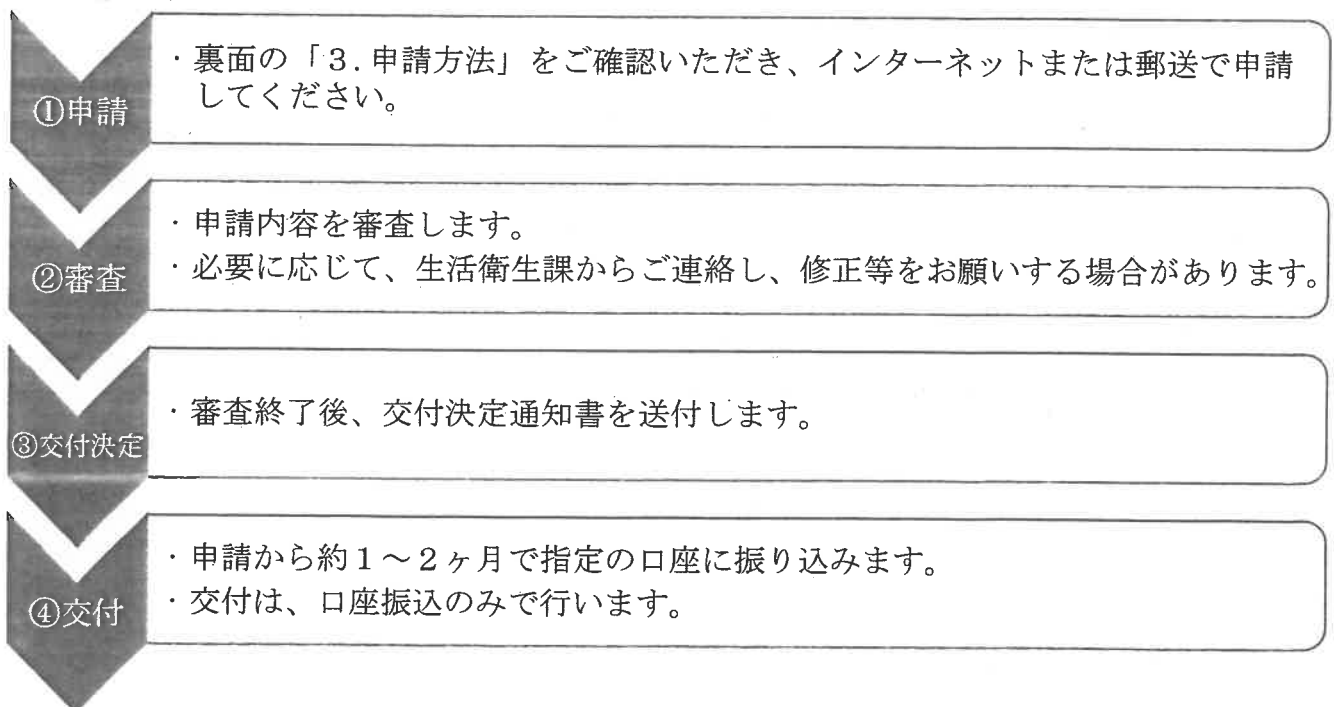 ①申請
・裏面の「3.申請方法」をご確認いただき、インターネットまたは郵送で申請
してください。
②審査
・申請内容を審査します。
・必要に応じて、生活衛生課からご連絡し、修正等をお願いする場合があります。
③交付決定
・審査終了後、交付決定通知書を送付します。
④交付
・申請から約1～2ヶ月で指定の口座に振り込みます。
・交付は、口座振込のみで行います。